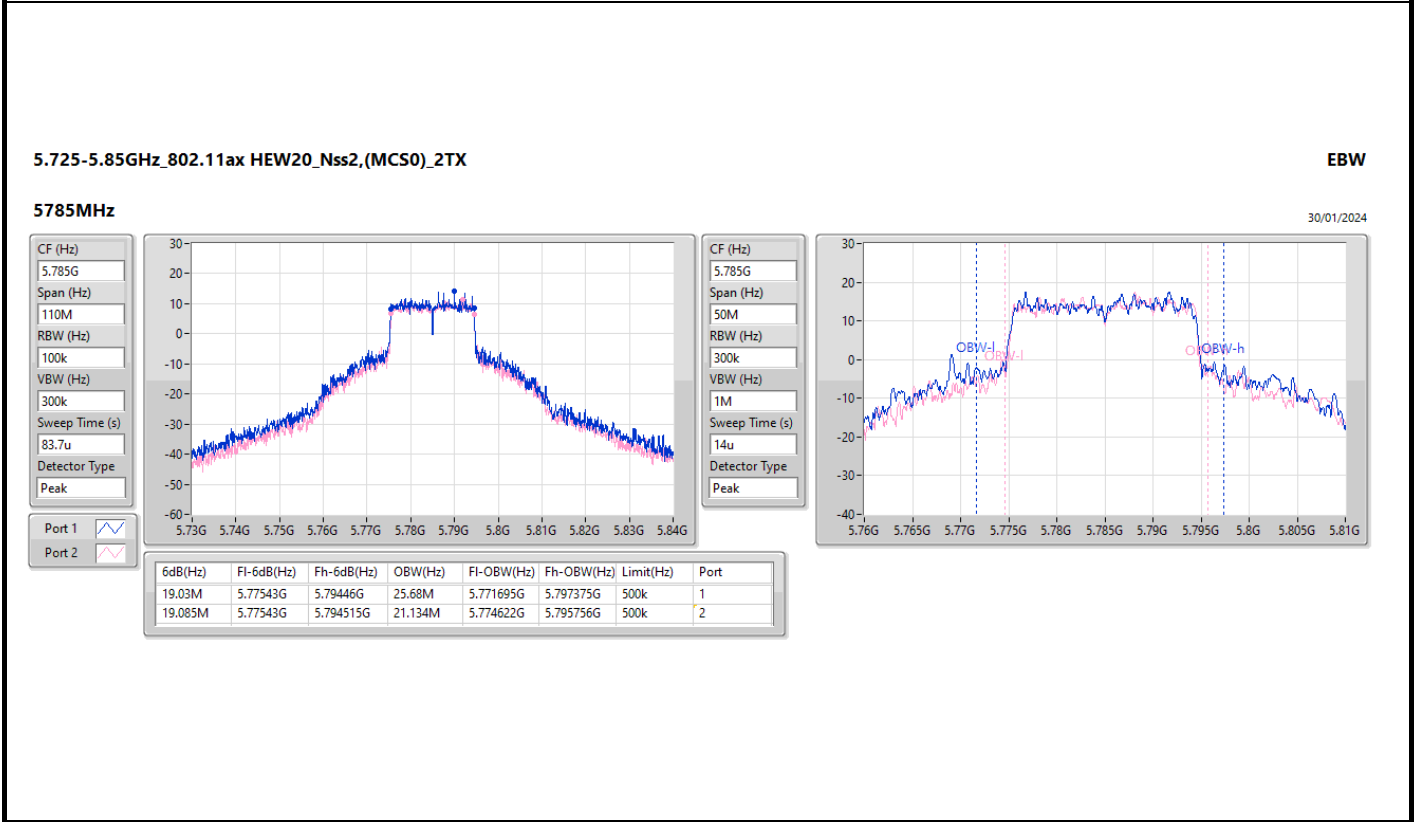 5.725-5.85GHz_802.11ax HEW20_Nss2,(MCS0)_2TX
EBW
5785MHz
30/01/2024
CF (Hz)
5.785G
Span (Hz)
110M
RBW (Hz)
100k
VBW (Hz)
300k
Sweep Time (s)
83.7u
Detector Type
Peak
Port 1
Port 2
30
20
10
0
-10
-20
-30
-40
-50
-60
5.73G 5.74G 5.75G 5.76G 5.77G 5.78G 5.79G 5.8G 5.81G 5.82G 5.83G 5.84G
CF (Hz)
5.785G
Span (Hz)
50M
RBW (Hz)
300k
VBW (Hz)
1M
Sweep Time (s)
14u
Detector Type
Peak
30
20
10
0
-10
-20
-30
-40
OBW-l
OBW-h
5.76G 5.765G 5.77G 5.775G 5.78G 5.785G 5.79G 5.795G 5.8G 5.805G 5.81G
6dB(Hz) Fl-6dB(Hz) Fh-6dB(Hz) OBW(Hz) Fl-OBW(Hz) Fh-OBW(Hz) Limit(Hz) Port
19.03M 5.77543G 5.79446G 25.68M 5.771695G 5.797375G 500k 1
19.085M 5.77543G 5.794515G 21.134M 5.774622G 5.795756G 500k 2